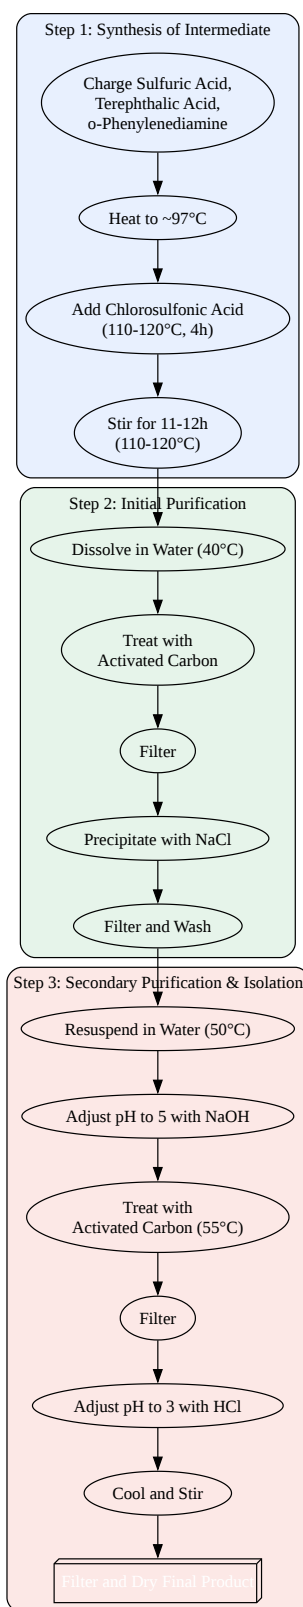 Step 1: Synthesis of Intermediate
Charge Sulfuric Acid,
Terephthalic Acid,
o-Phenylenediamine
Heat to ~97°C
Add Chlorosulfonic Acid
(110-120°C, 4h)
Stir for 11-12h
(110-120°C)
Step 2: Initial Purification
Dissolve in Water (40°C)
Treat with
Activated Carbon
Filter
Precipitate with NaCl
Filter and Wash
Step 3: Secondary Purification & Isolation
Resuspend in Water (50°C)
Adjust pH to 5 with NaOH
Treat with
Activated Carbon (55°C)
Filter
Adjust pH to 3 with HCl
Cool and Stir
Filter and Dry Final Product